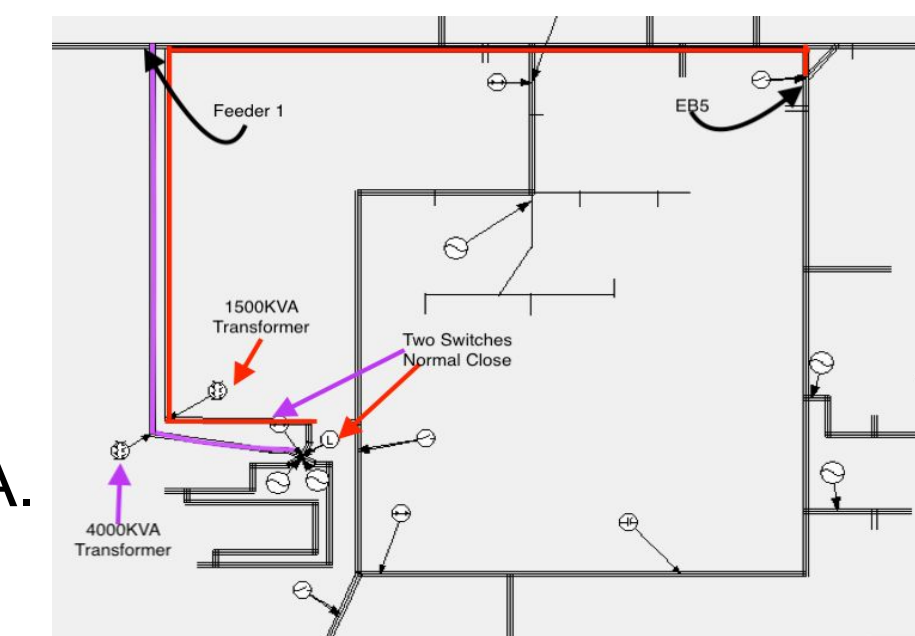 Feeder 1
EB5
1500KVA
Transformer
Two Switches
Normal Close
L
A.
4000KVA
Transformer